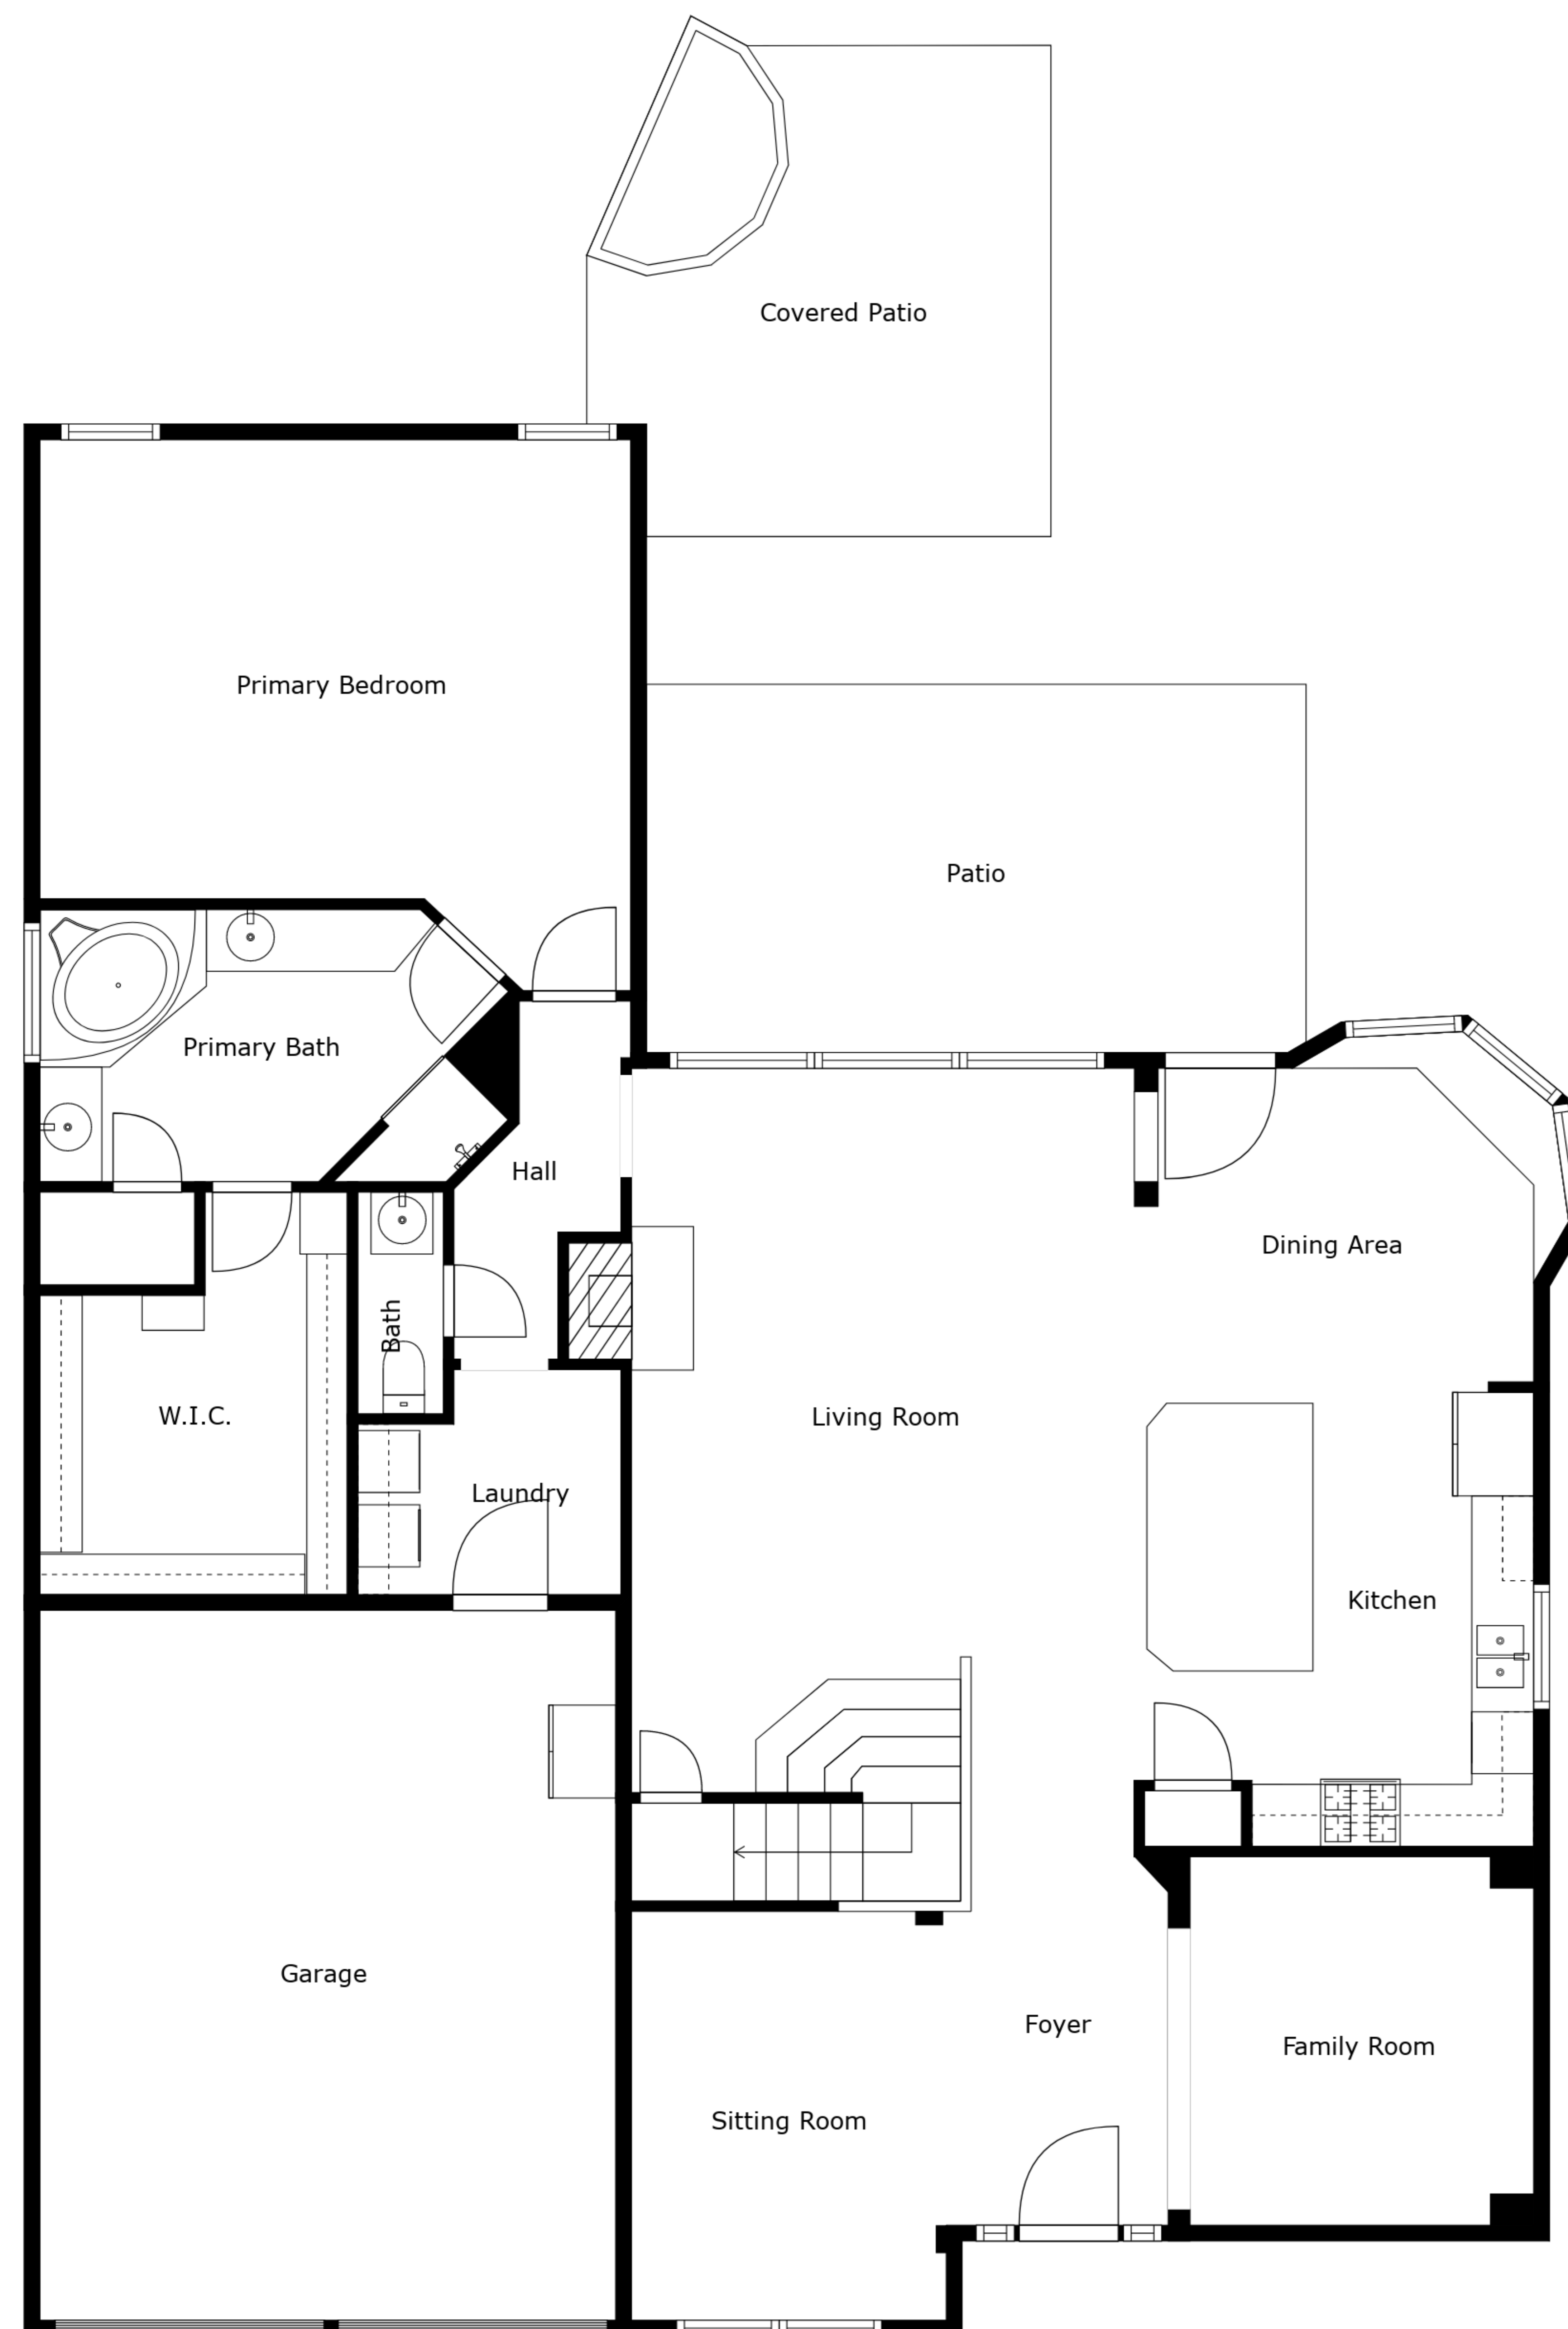 Covered Patio
Primary Bedroom
Patio
Primary Bath
Hall
Dining Area
Bath
W.I.C.
Living Room
Laundry
Kitchen
Garage
Foyer
Family Room
Sitting Room